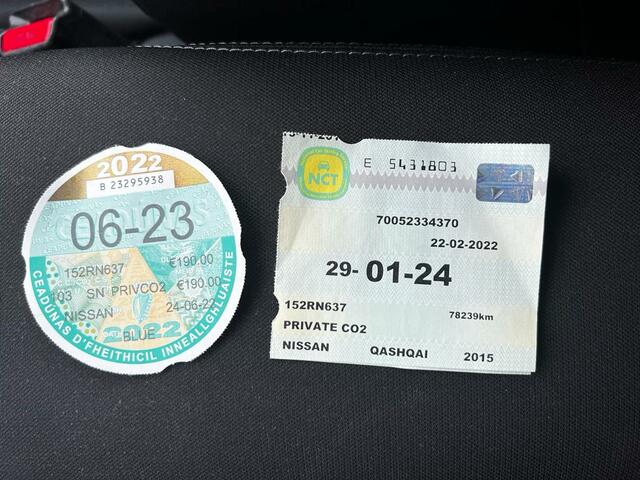 2022
B 23295938
06-23
152RN637 €190.00
03 SN PRIVCO2 €190.00
NISSAN 24-06-22
BLUE
2022
CEADÚNAS D'FHEITHICIL INNEALLGHLUAISTE
NCT
E 5431803
70052334370
22-02-2022
29-01-24
152RN637 78239km
PRIVATE CO2
NISSAN QASHQAI 2015